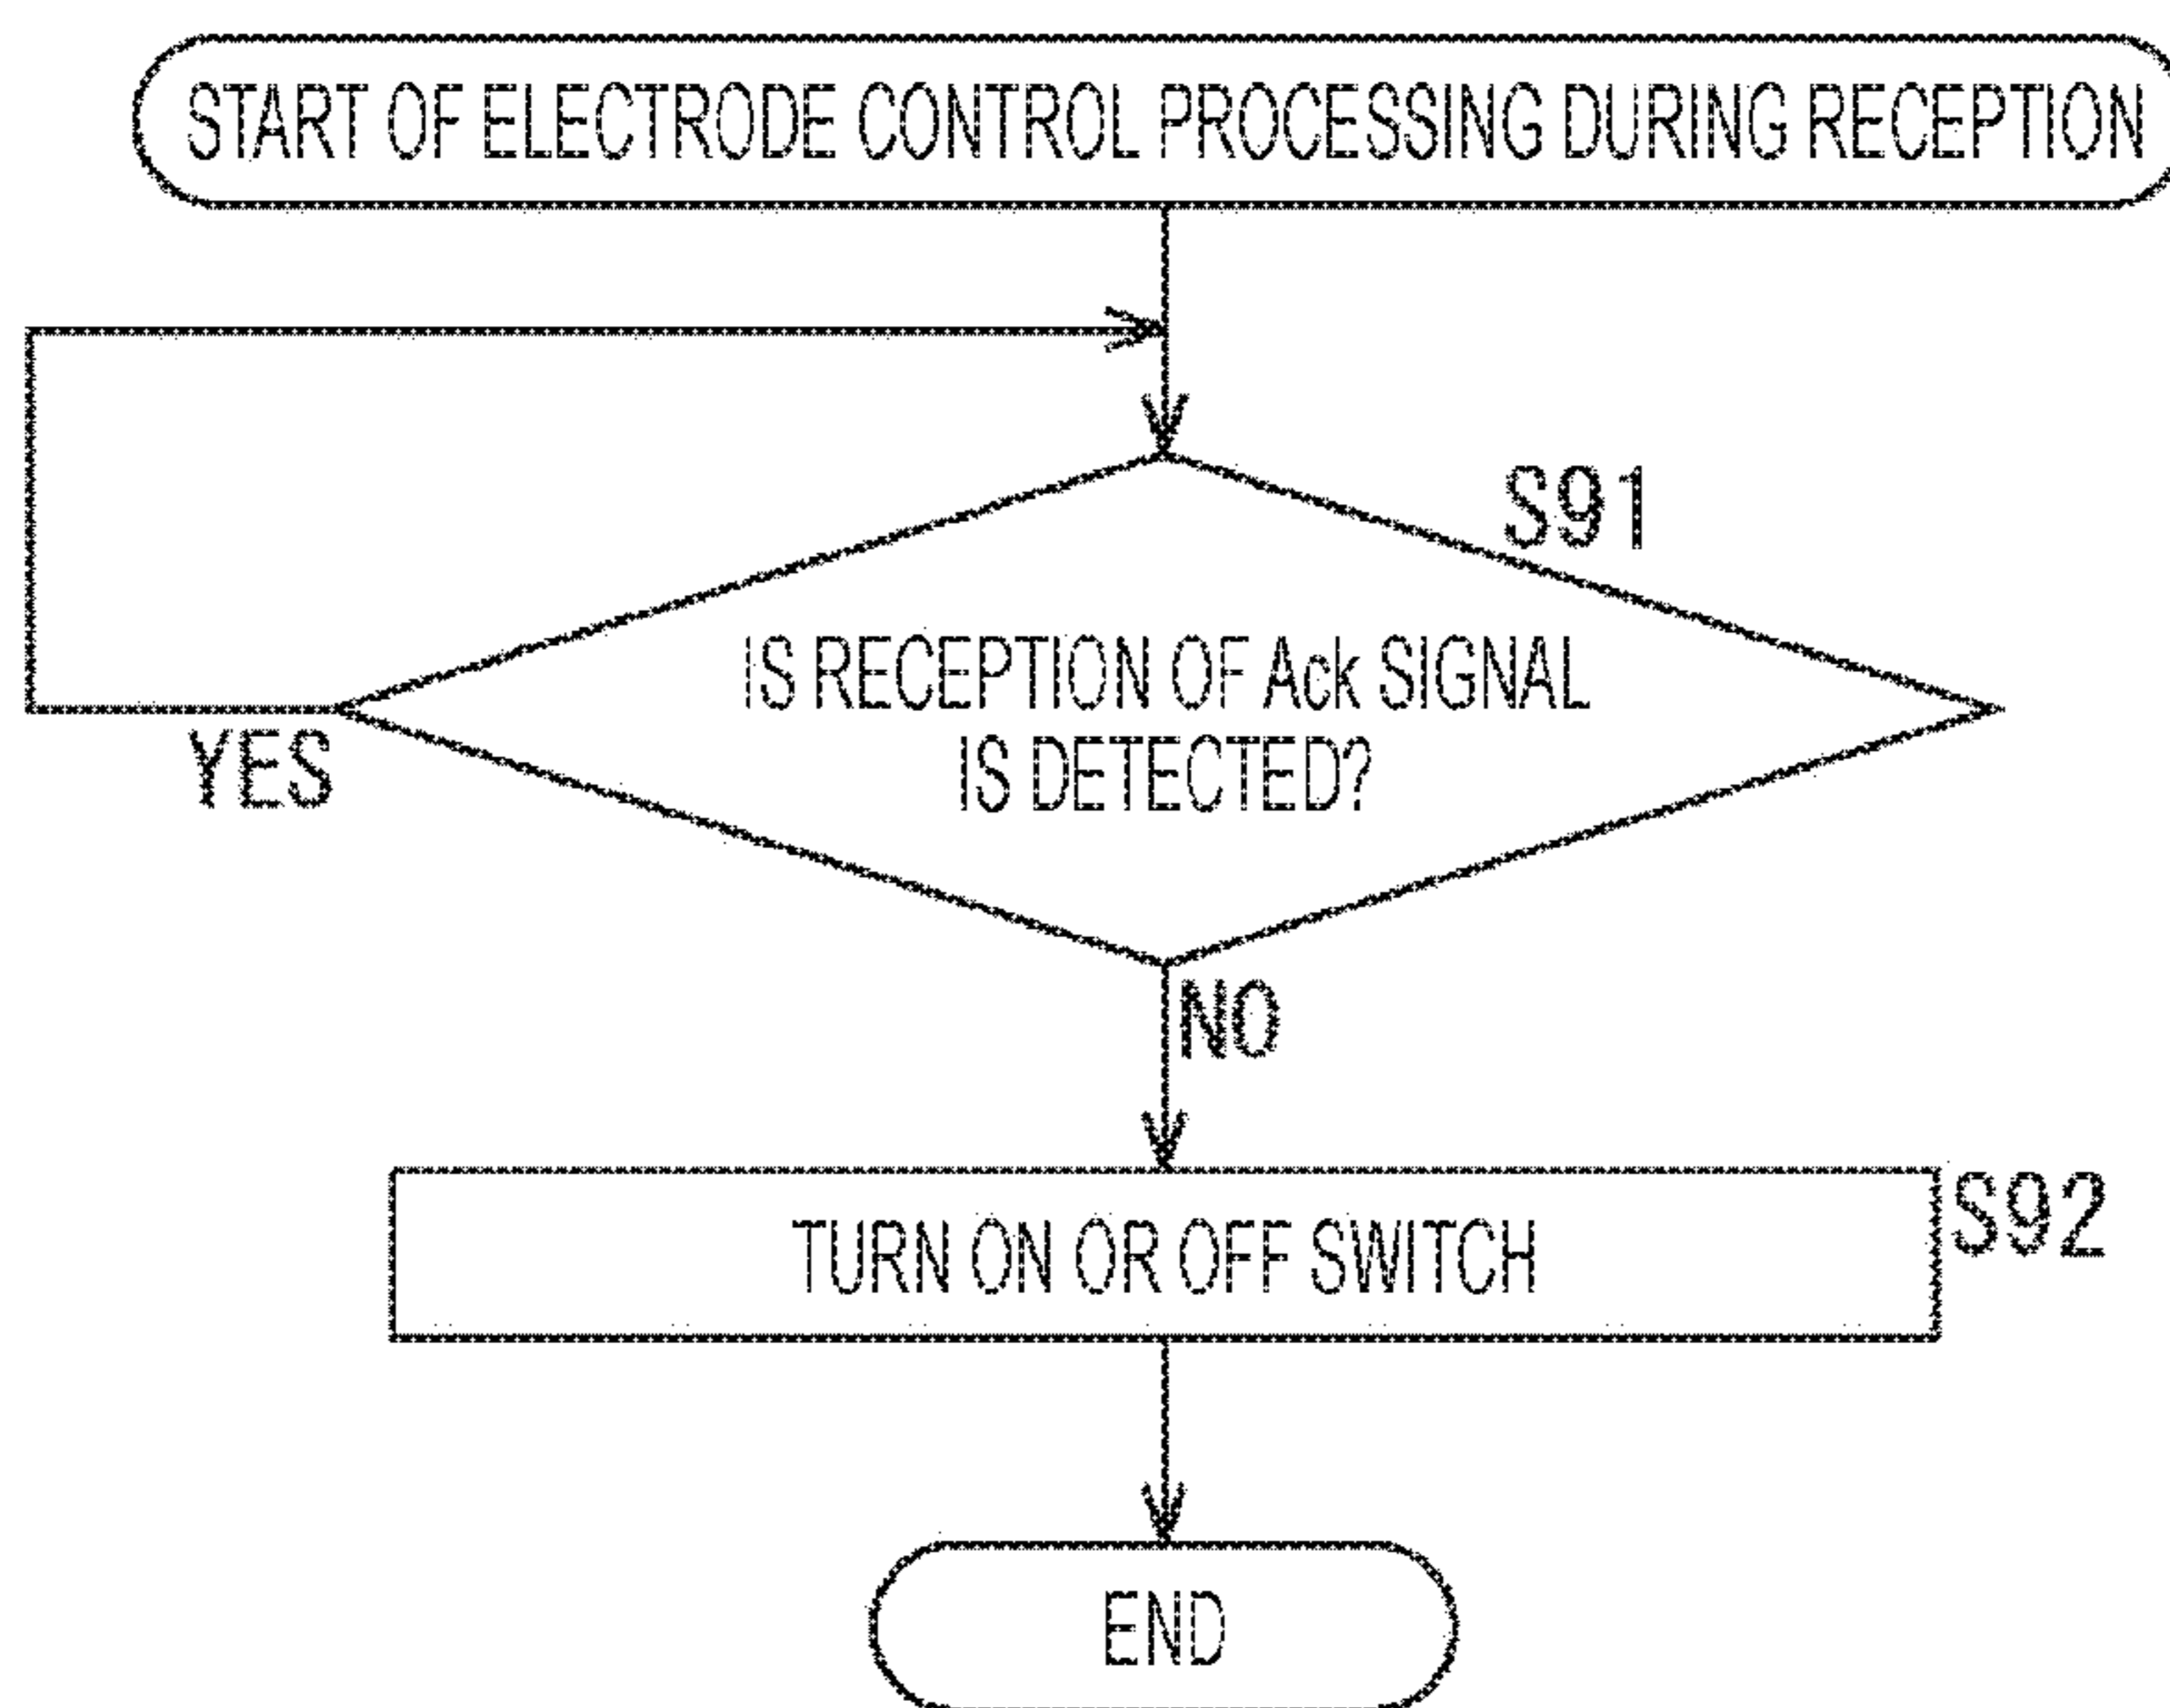 START OF ELECTRODE CONTROL PROCESSING DURING RECEPTION
S91
IS RECEPTION OF Ack SIGNAL
IS DETECTED?
YES
NO
TURN ON OR OFF SWITCH
S92
END